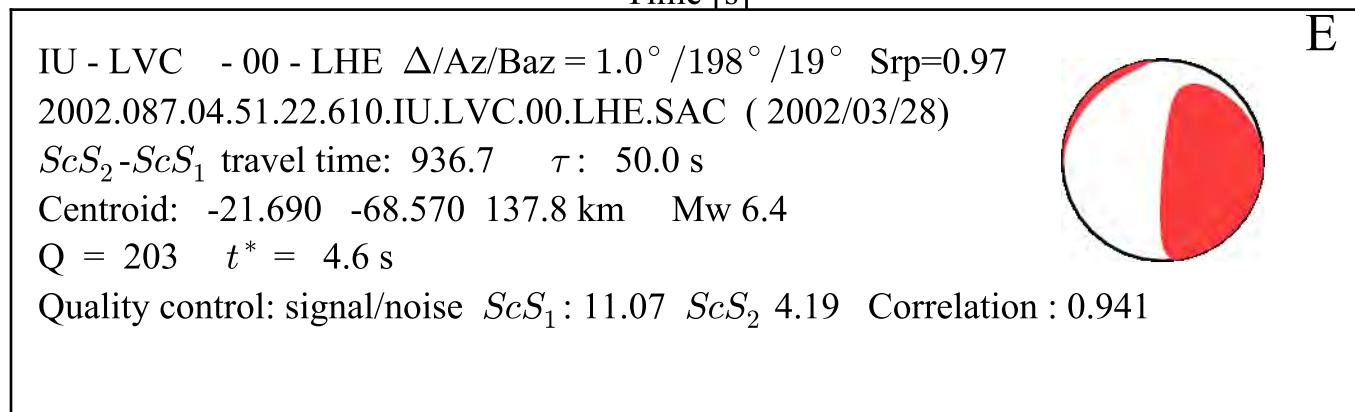 Time [s]
E
IU - LVC - 00 - LHE Δ/Az/Baz = 1.0° /198° /19° Srp=0.97
2002.087.04.51.22.610.IU.LVC.00.LHE.SAC ( 2002/03/28)
ScS₂-ScS₁ travel time: 936.7 τ : 50.0 s
Centroid: -21.690 -68.570 137.8 km Mw 6.4
Q = 203 t* = 4.6 s
Quality control: signal/noise ScS₁: 11.07 ScS₂ 4.19 Correlation : 0.941